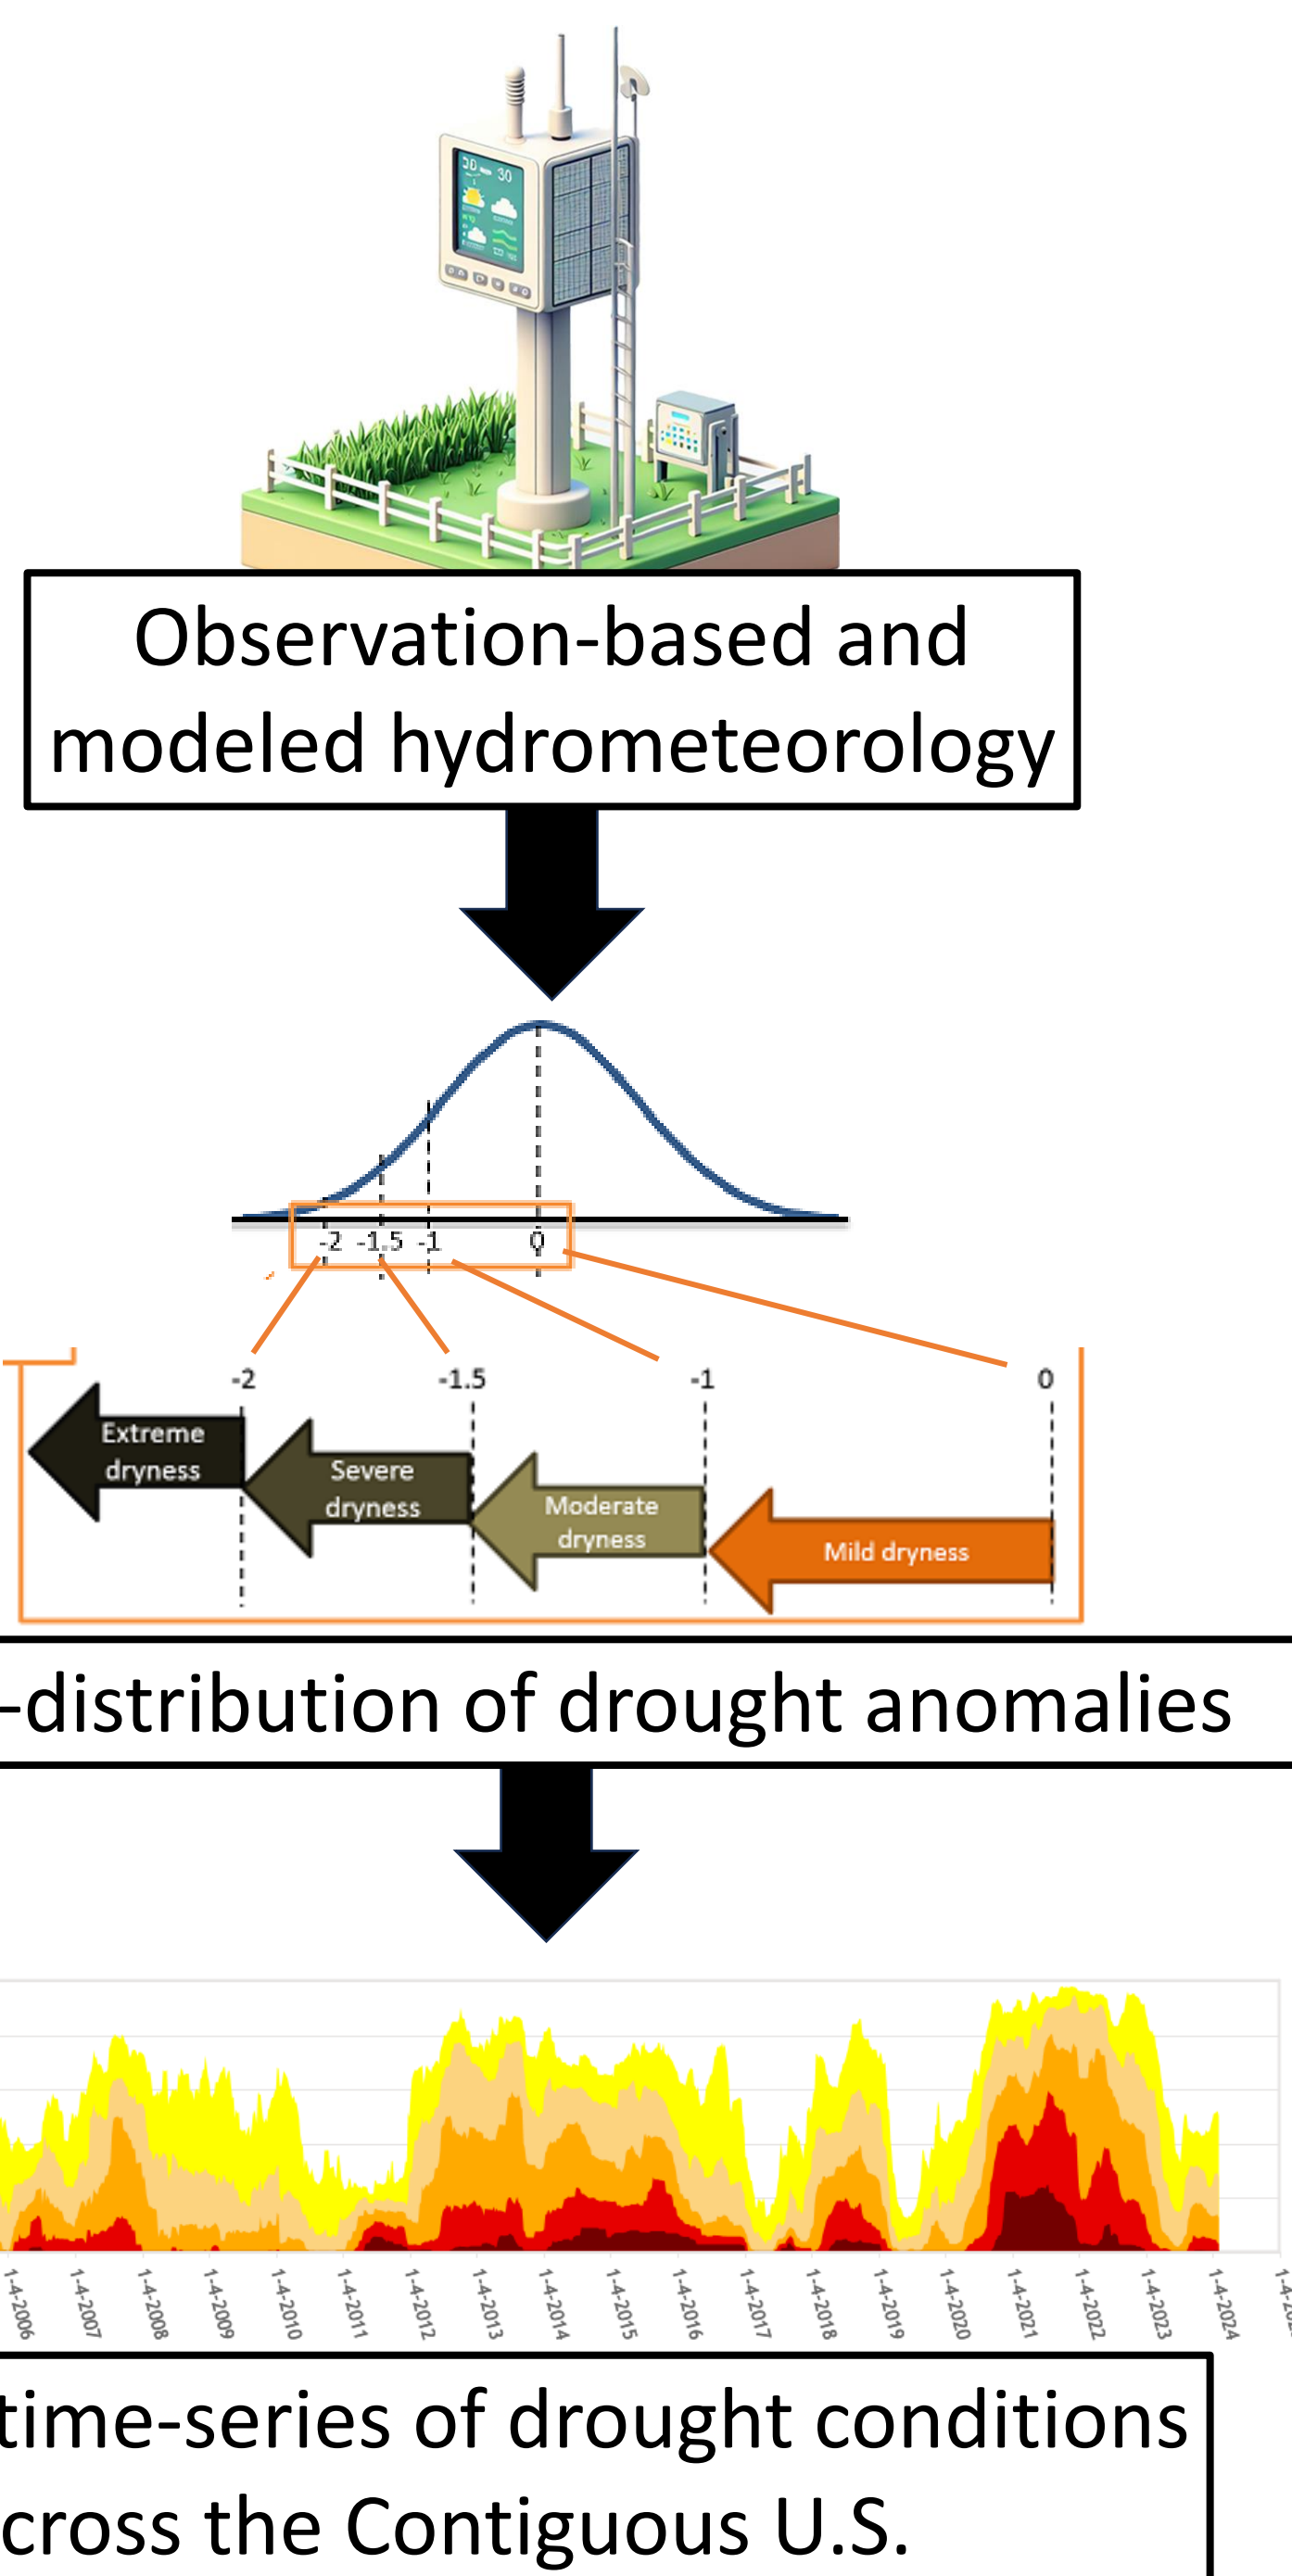 30 30
Observation-based and
modeled hydrometeorology
-2 -1.5 -1 0
-2 -1.5 -1 0
Extreme
dryness
Severe
dryness
Moderate
dryness
Mild dryness
-distribution of drought anomalies
1-4-2006 1-4-2007 1-4-2008 1-4-2009 1-4-2010 1-4-2011 1-4-2012 1-4-2013 1-4-2014 1-4-2015 1-4-2016 1-4-2017 1-4-2018 1-4-2019 1-4-2020 1-4-2021 1-4-2022 1-4-2023 1-4-2024
time-series of drought conditions
cross the Contiguous U.S.